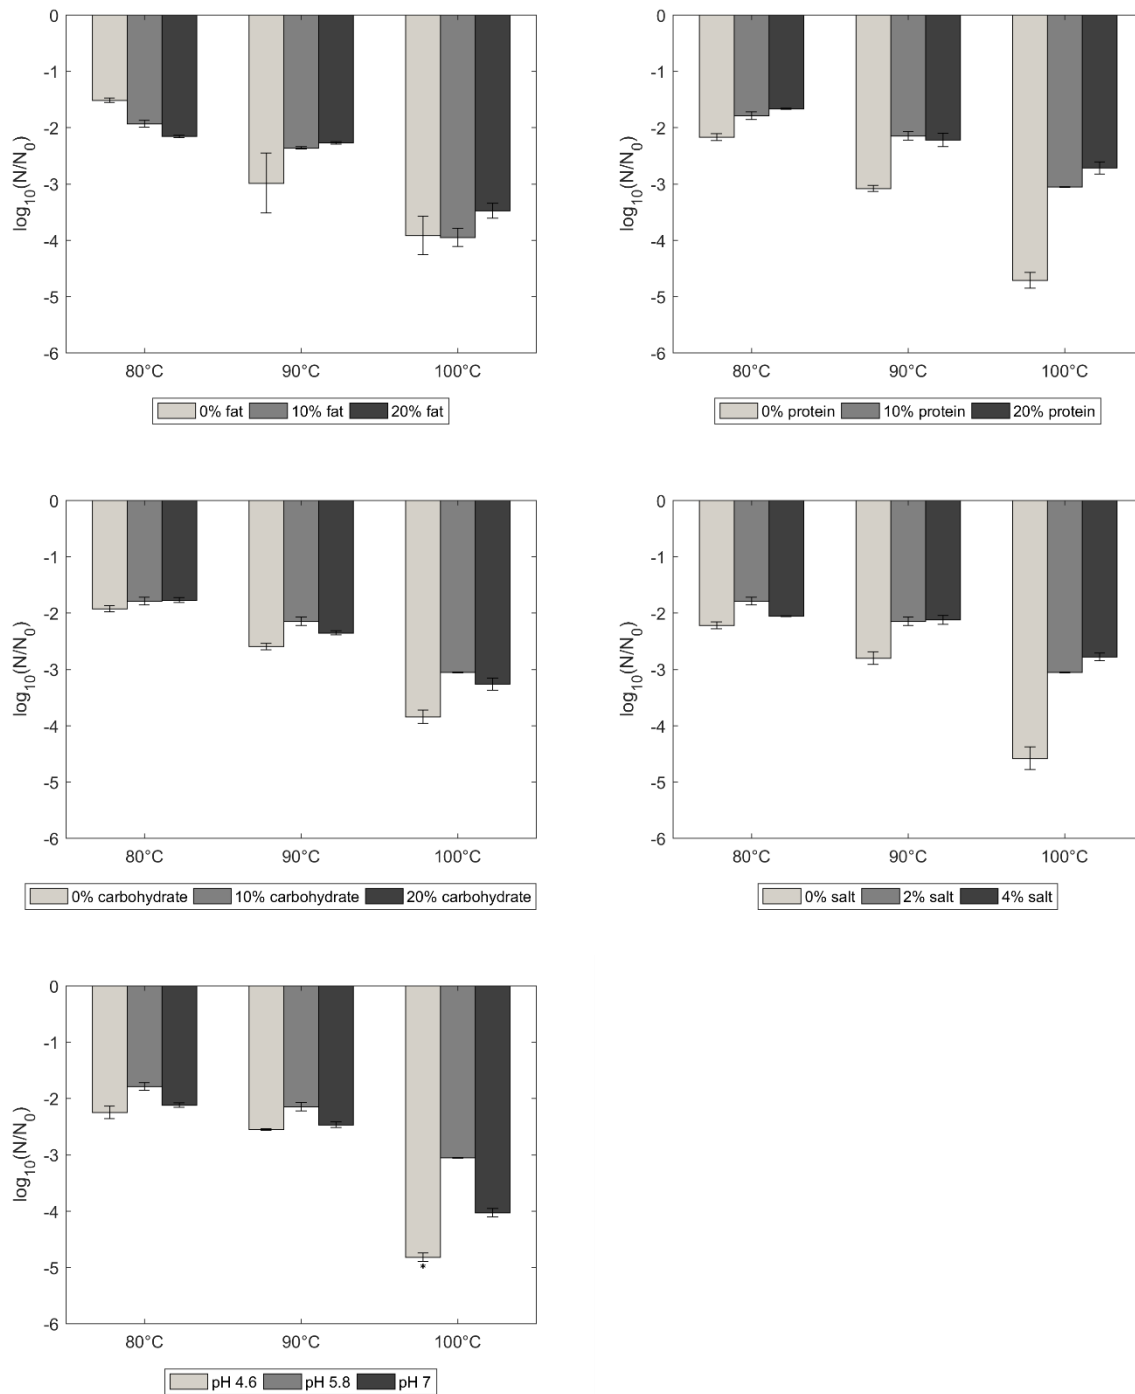 0
-1
-2
-3
-4
-5
-6
log10(N/N0)
80°C 90°C 100°C
0% fat 10% fat 20% fat
0
-1
-2
-3
-4
-5
-6
log10(N/N0)
80°C 90°C 100°C
0% protein 10% protein 20% protein
0
-1
-2
-3
-4
-5
-6
log10(N/N0)
80°C 90°C 100°C
0% carbohydrate 10% carbohydrate 20% carbohydrate
0
-1
-2
-3
-4
-5
-6
log10(N/N0)
80°C 90°C 100°C
0% salt 2% salt 4% salt
0
-1
-2
-3
-4
-5
-6
log10(N/N0)
*
80°C 90°C 100°C
pH 4.6 pH 5.8 pH 7